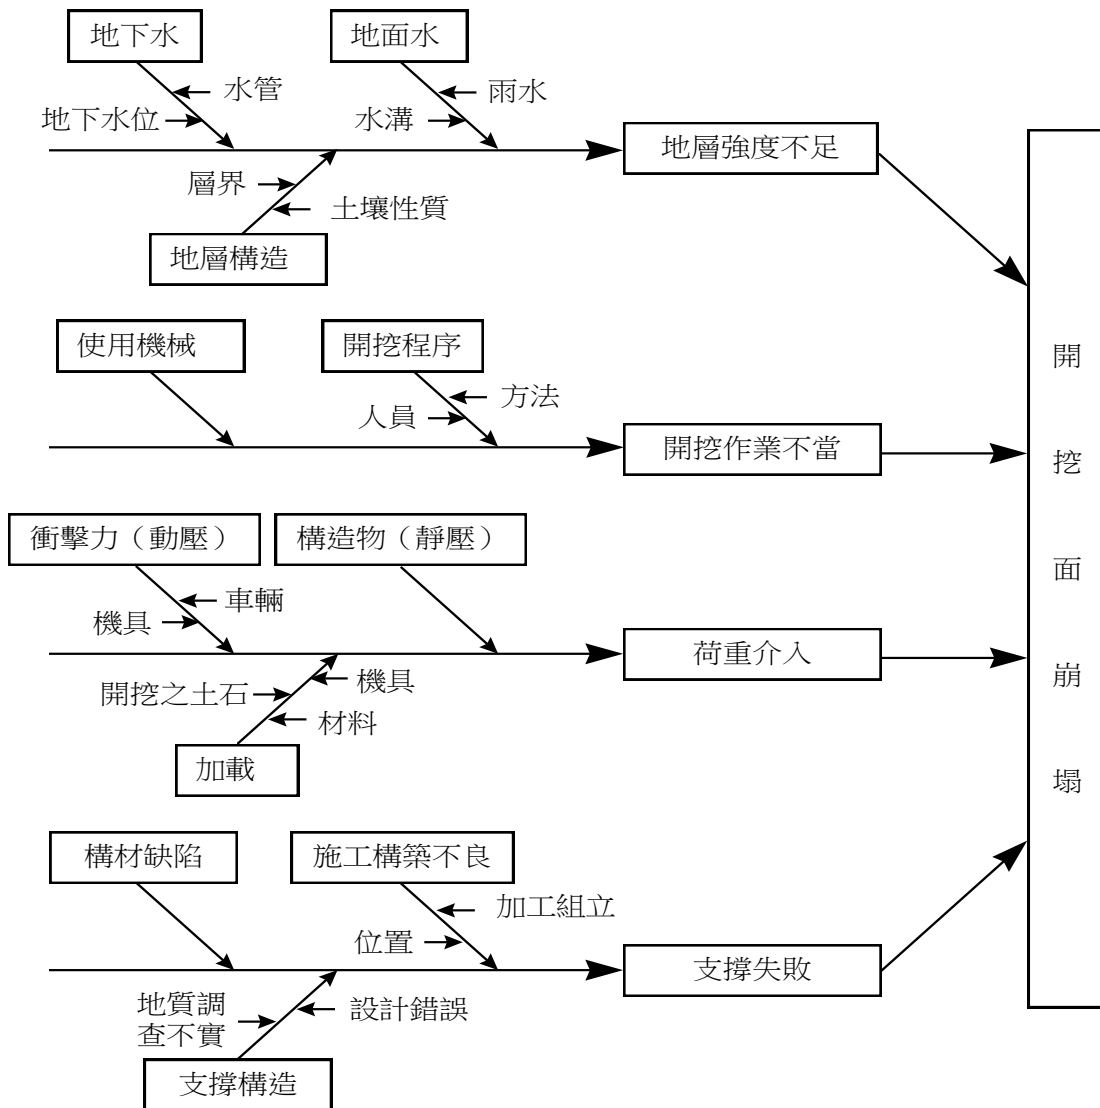 地下水
地面水
水管
地下水位
雨水
水溝
地層強度不足
層界
土壤性質
地層構造
使用機械
開挖程序
方法
人員
開挖作業不當
衝擊力（動壓）
構造物（靜壓）
車輛
機具
荷重介入
開挖之土石
機具
材料
加載
構材缺陷
施工構築不良
加工組立
位置
支撐失敗
地質調
查不實
設計錯誤
支撐構造
開挖面崩塌